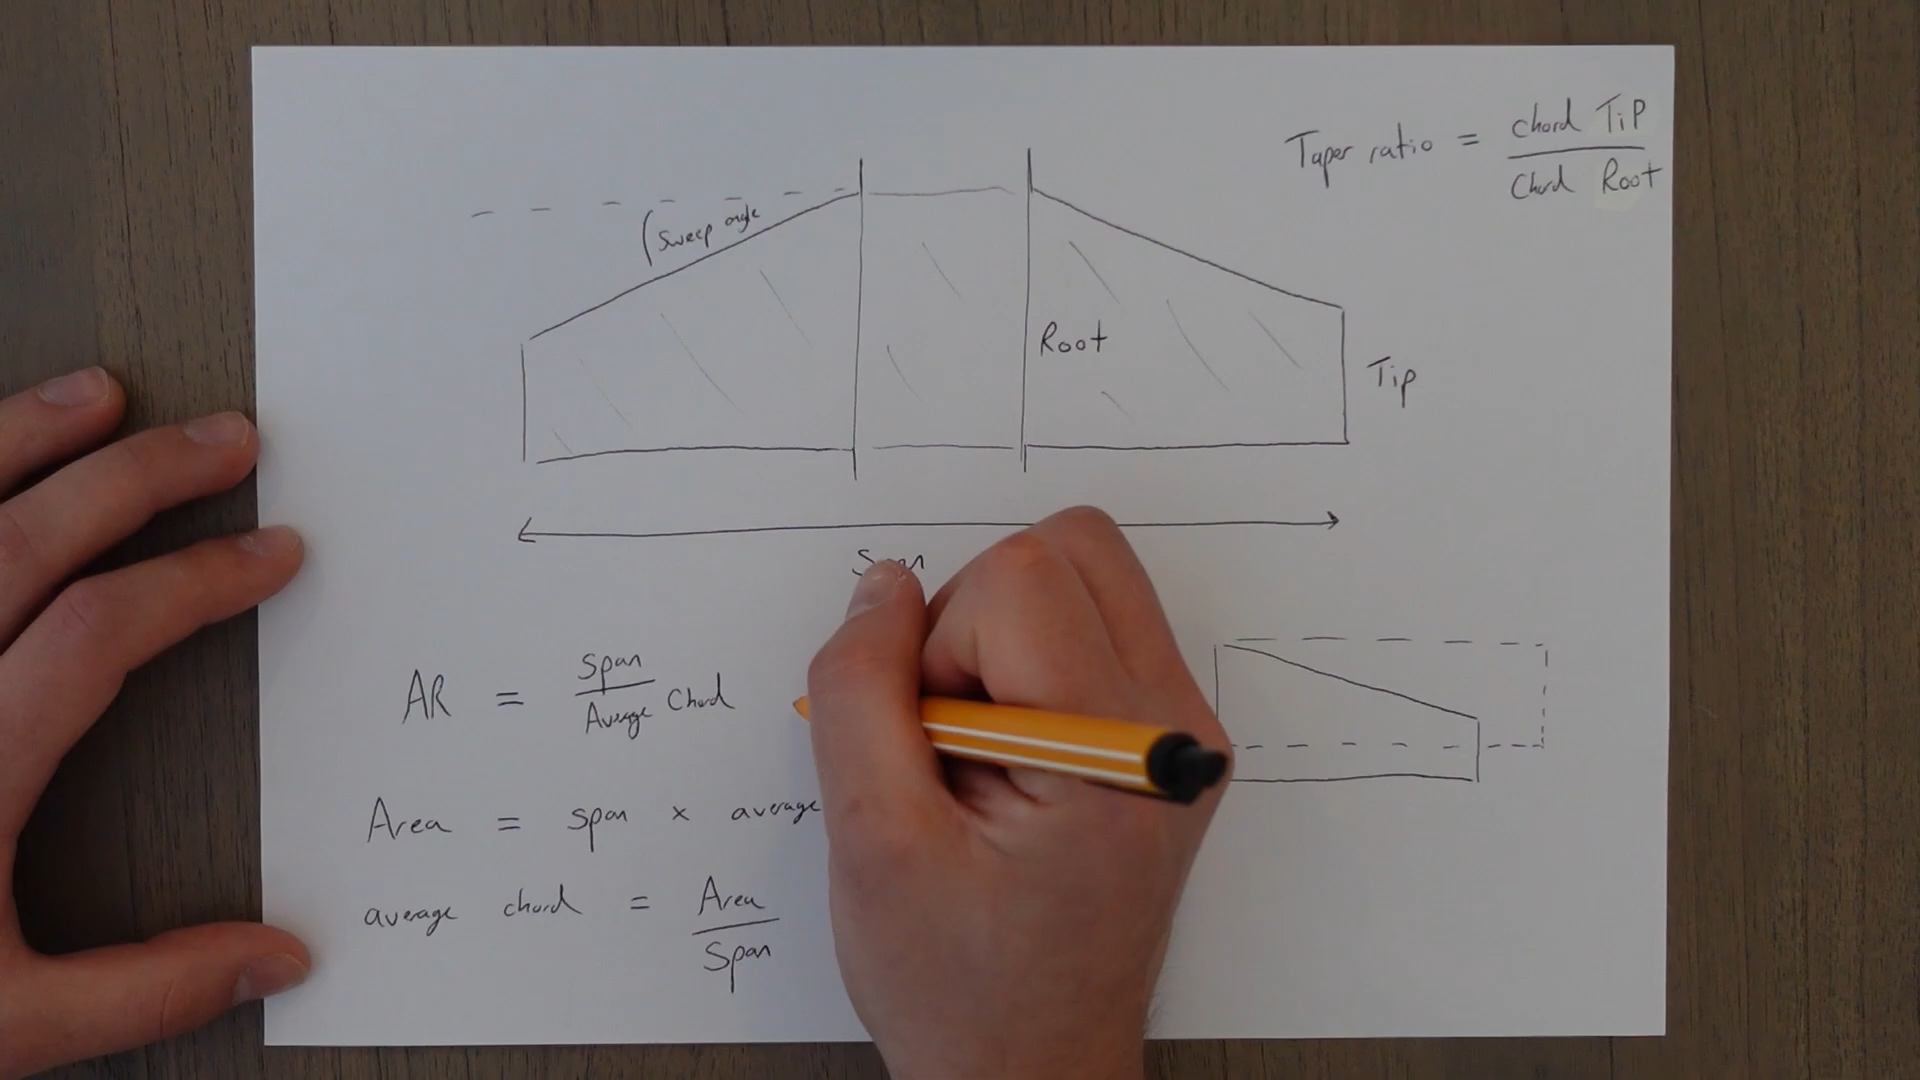 Taper ratio = chord Tip
Chord Root
Sweep angle
Root
Tip
AR = Span
Average Chord
Area = span x average
average chord = Area
Span